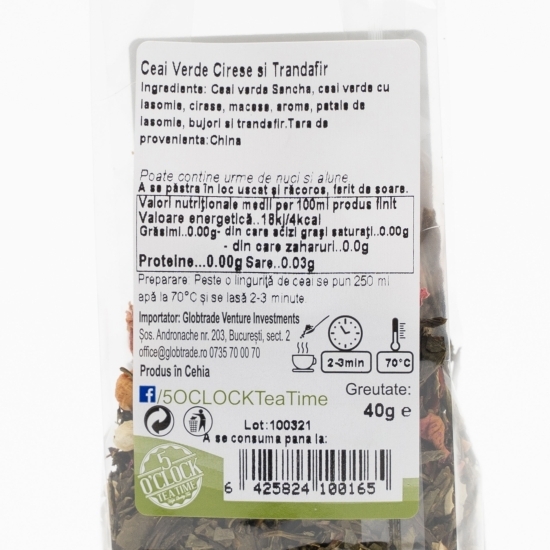 Ceai Verde Cirese si Trandafir
Ingrediente: Ceai verde Sencha, ceai verde cu
iasomie, cirese, macese, arome, petale de
iasomie, bujori si trandafir.Tara de
provenienta:China
Poate contine urme de nuci si alune
A se păstra în loc uscat și răcoros, ferit de soare.
Valori nutriționale medii per 100ml produs finit
Valoare energetică..18kj/4kcal
Grăsimi..0.00g- din care acizi grași saturați..0.00g
- din care zaharuri..0.0g
Proteine...0.00g Sare..0.03g
Preparare: Peste o linguriță de ceai se pun 250 ml
apă la 70°C și se lasă 2-3 minute
Importator: Globtrade Venture Investments
Șos. Andronache nr. 203, București, sect. 2
office@globtrade.ro 0735 70 00 70
Produs în Cehia
2-3min
70°C
f/5OCLOCKTeaTime
Greutate:
40g e
Lot:100321
A se consuma pana la:
5 O'CLOCK TEA TIME
6 425824 100165